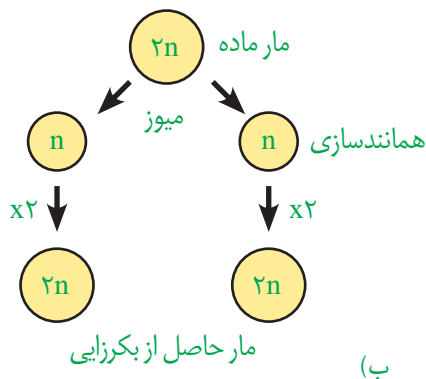 مار ماده
۲n
میوز
n
n
همانندسازی
x۲
x۲
۲n
۲n
مار حاصل از بکرزایی
ب)